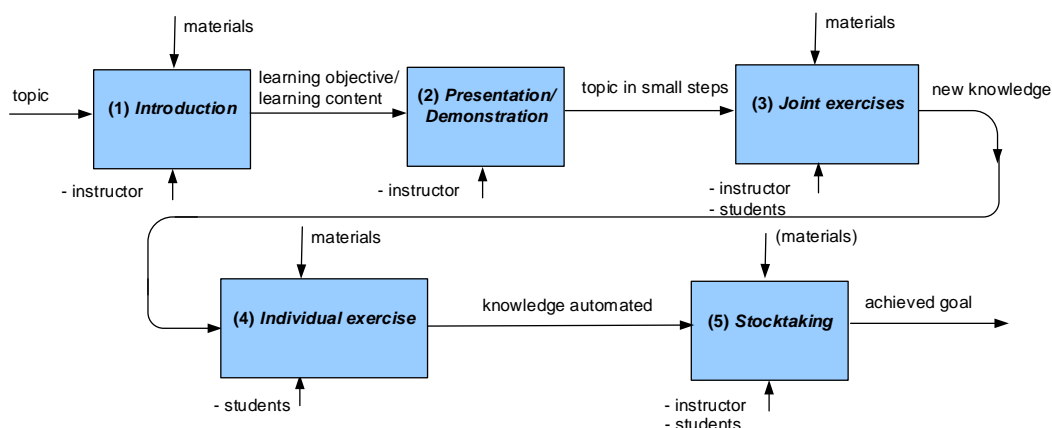 materials
topic
(1) Introduction
learning objective/
learning content
(2) Presentation/
Demonstration
topic in small steps
materials
(3) Joint exercises
new knowledge
- instructor
- instructor
- instructor
- students
materials
(4) Individual exercise
knowledge automated
(materials)
(5) Stocktaking
achieved goal
- students
- instructor
- students